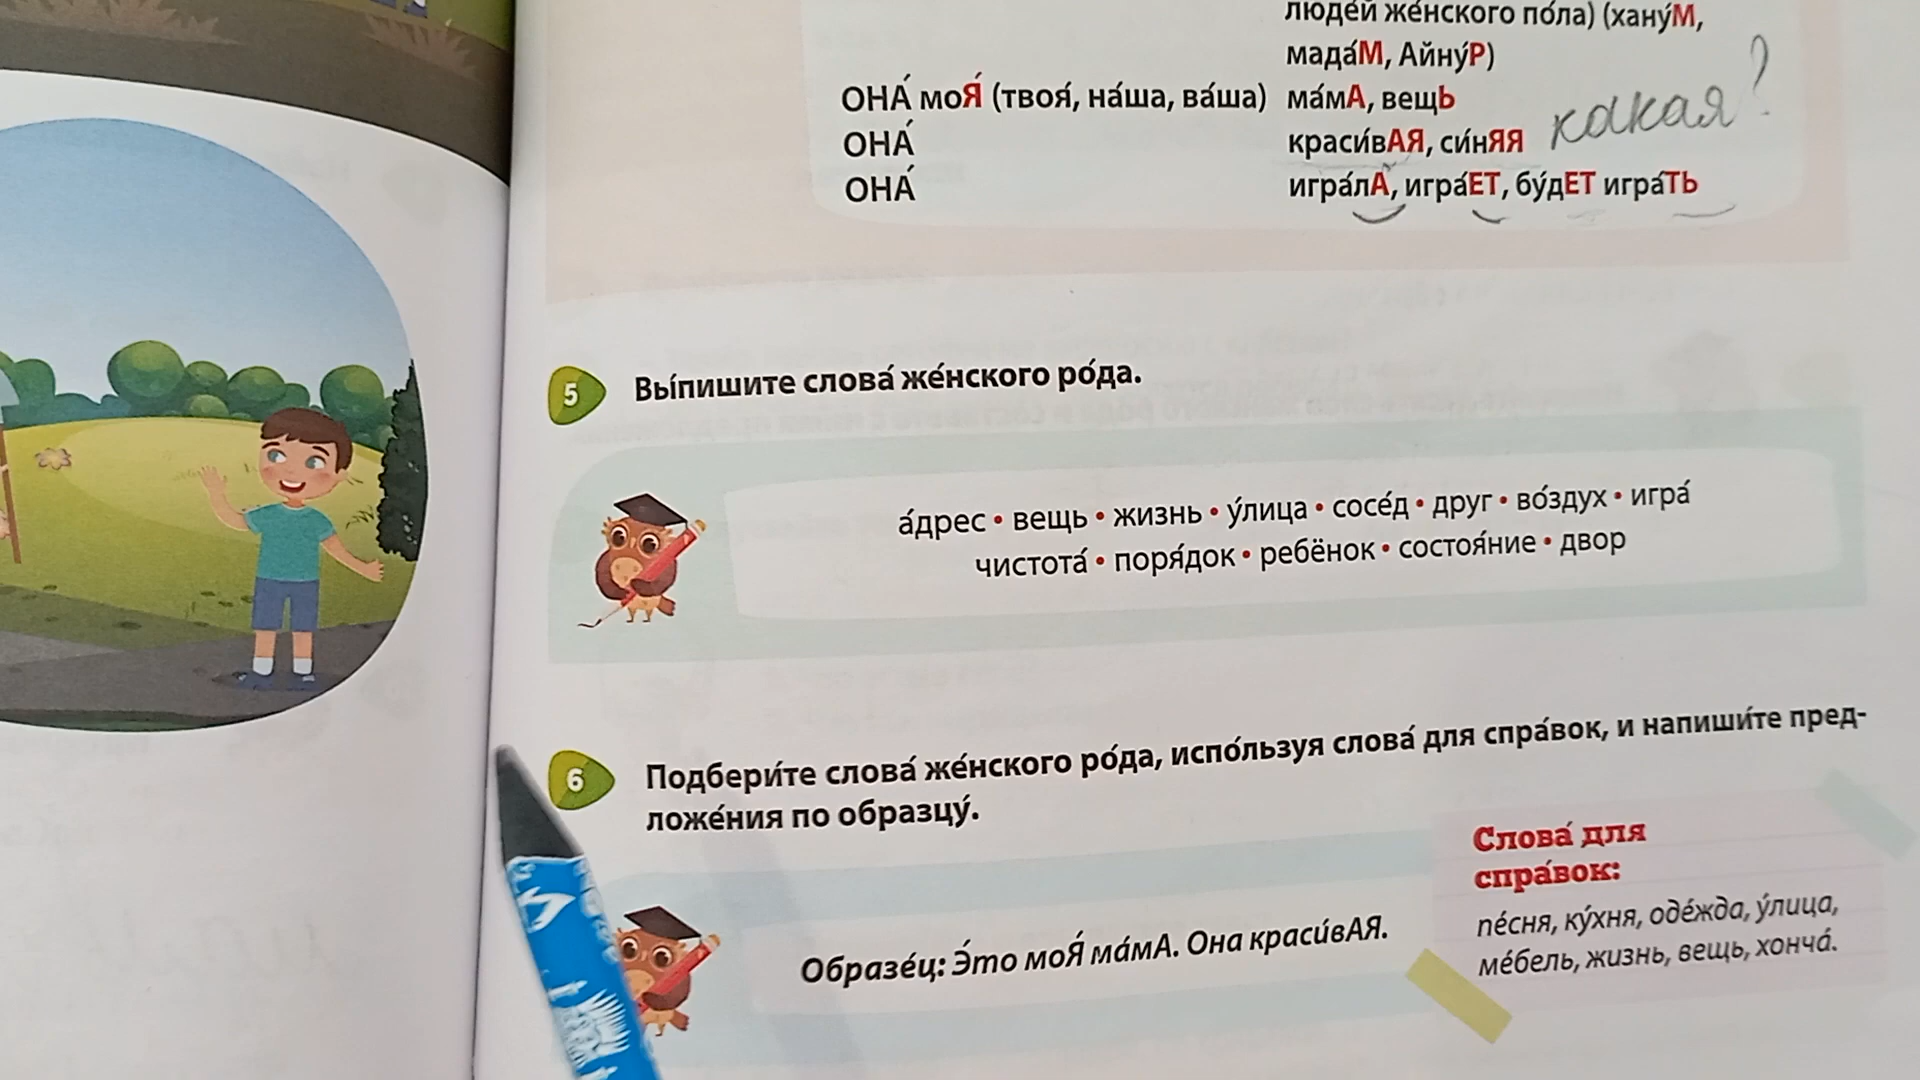 людей же́нского по́ла) (хану́М,
мада́М, Айну́Р)
ОНА́ моЯ́ (твоя́, на́ша, ва́ша) ма́мА, вещЬ
какая?
ОНА́ краси́вАЯ, си́нЯЯ
ОНА́ игра́лА, игра́ЕТ, бу́дЕТ игра́ТЬ
5 Вы́пишите слова́ же́нского ро́да.
а́дрес • вещь • жизнь • у́лица • сосе́д • друг • во́здух • игра́
чистота́ • поря́док • ребёнок • состоя́ние • двор
6 Подбери́те слова́ же́нского ро́да, испо́льзуя слова́ для спра́вок, и напиши́те пред-
ложе́ния по образцу́.
Образе́ц: Э́то моЯ́ ма́мА. Она краси́вАЯ.
Слова́ для
спра́вок:
пе́сня, ку́хня, оде́жда, у́лица,
ме́бель, жизнь, вещь, хонча́.